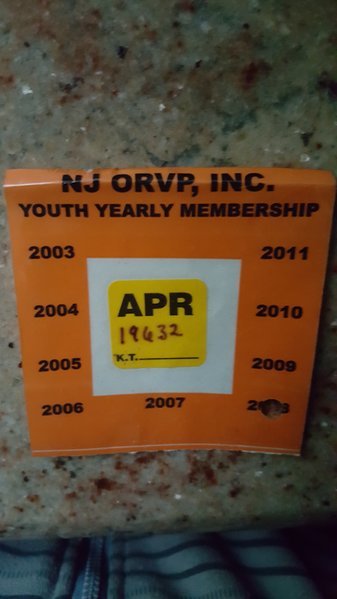 NJ ORVP, INC.
YOUTH YEARLY MEMBERSHIP
2003 2011
2004 2010
2005 2009
2006 2007
APR
19632
K.T.